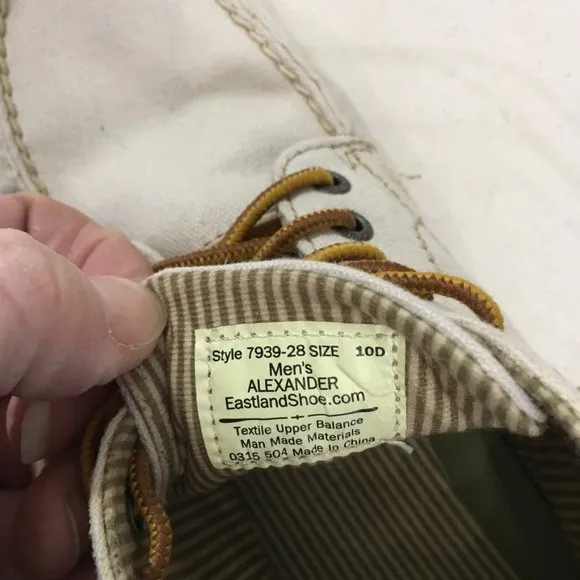 Style 7939-28 SIZE 10D
Men's
ALEXANDER
EastlandShoe.com
Textile Upper Balance
Man Made Materials
0315 504 Made In China